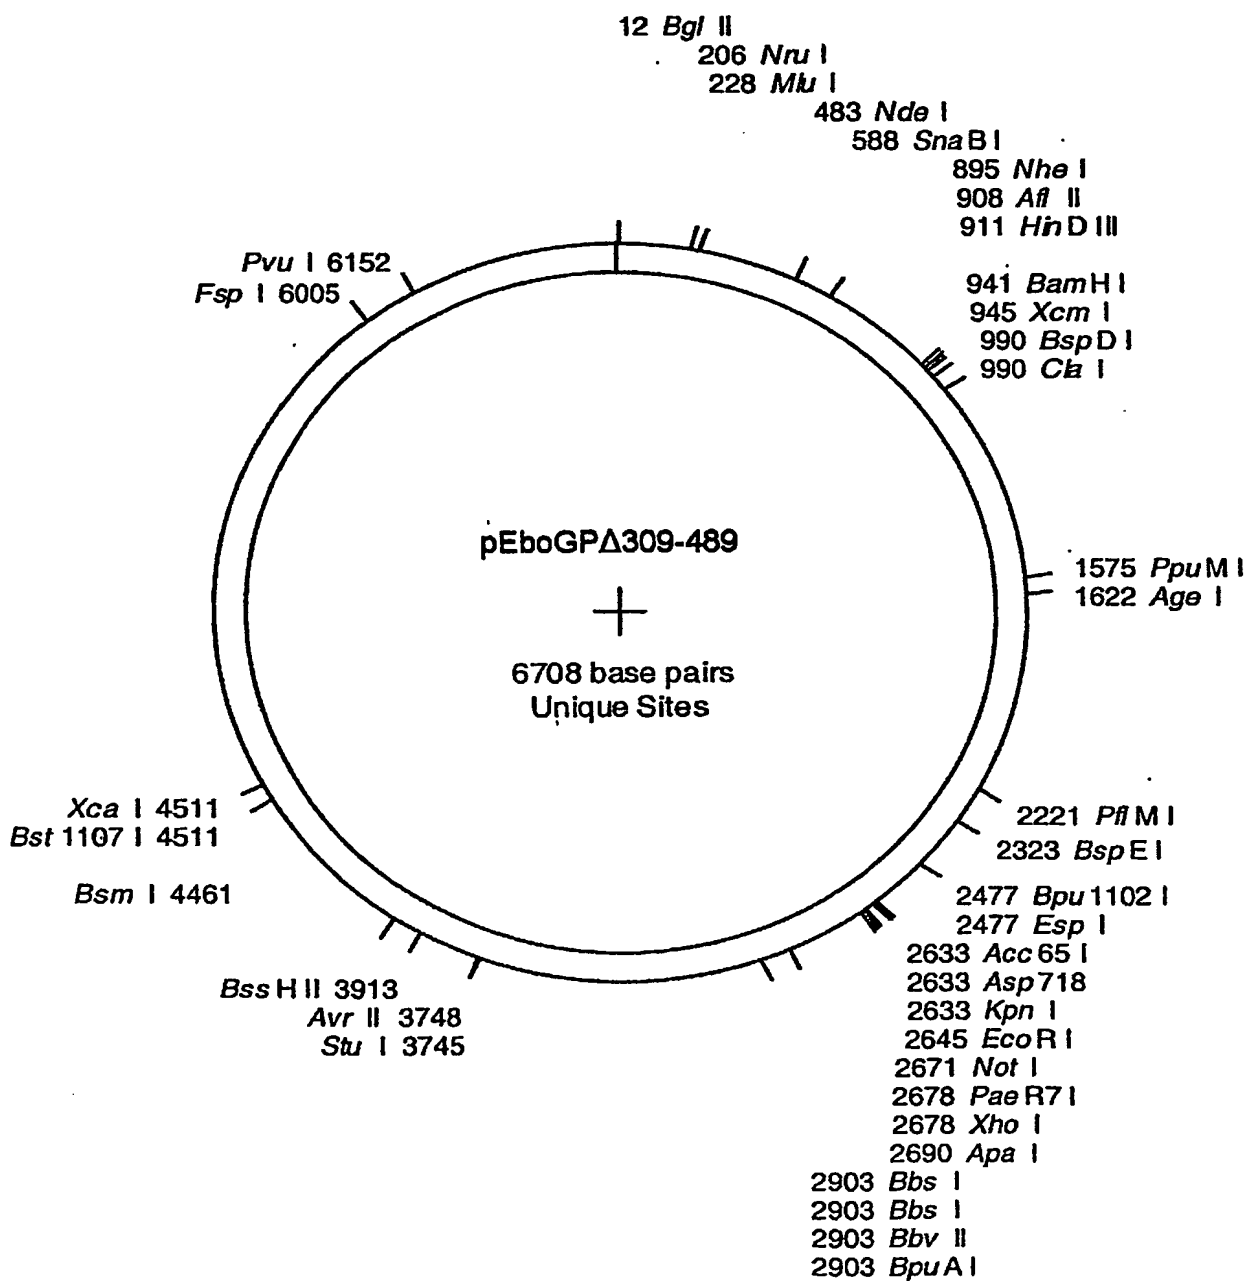 12 Bgl II
206 Nru I
228 Mlu I
483 Nde I
588 SnaB I
895 Nhe I
908 Afl II
911 HinD III
941 BamH I
945 Xcm I
990 BspD I
990 Cla I
Pvu I 6152
Fsp I 6005
pEboGPΔ309-489
6708 base pairs
Unique Sites
1575 PpuM I
1622 Age I
2221 PflM I
2323 BspE I
2477 Bpu1102 I
2477 Esp I
2633 Acc65 I
2633 Asp718
2633 Kpn I
2645 EcoR I
2671 Not I
2678 PaeR7 I
2678 Xho I
2690 Apa I
2903 Bbs I
2903 Bbs I
2903 Bbv II
2903 BpuA I
Xca I 4511
Bst1107 I 4511
Bsm I 4461
BssH II 3913
Avr II 3748
Stu I 3745